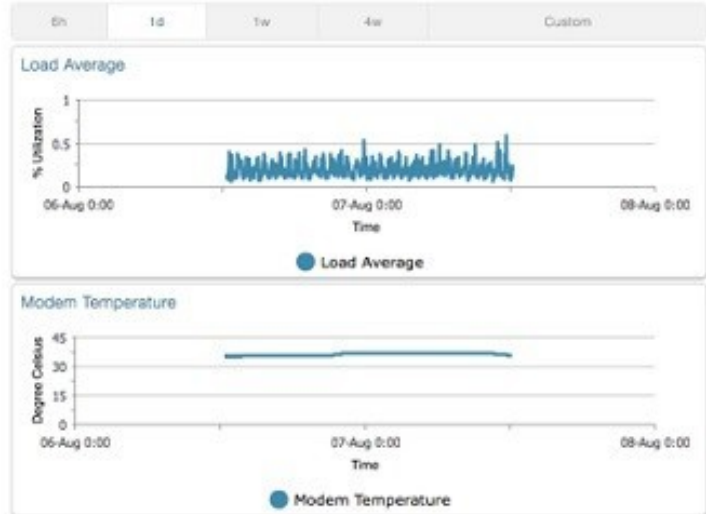 6h 1d 1w 4w Custom
Load Average
% Utilization
1
0.5
0
06-Aug 0:00 07-Aug 0:00 08-Aug 0:00
Time
Load Average
Modem Temperature
Degree Celsius
45
30
15
0
06-Aug 0:00 07-Aug 0:00 08-Aug 0:00
Time
Modem Temperature